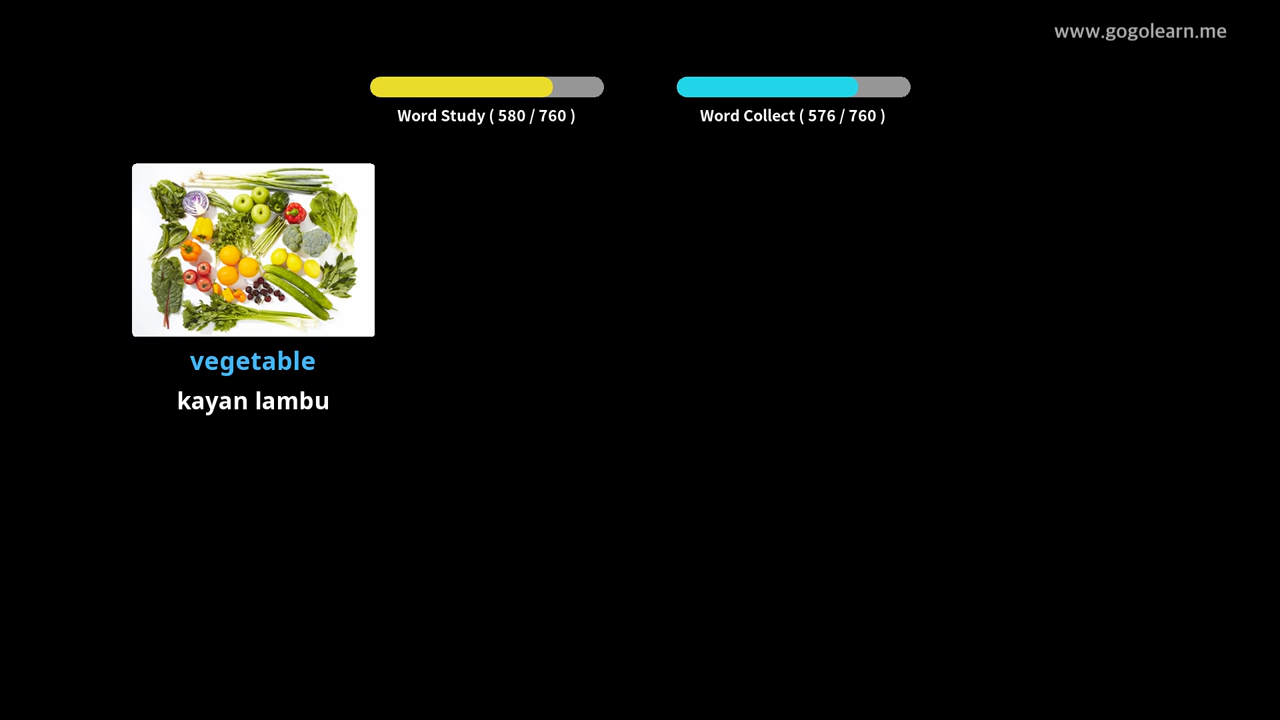 www.gogolearn.me
Word Study ( 580 / 760 )
Word Collect ( 576 / 760 )
vegetable
kayan lambu